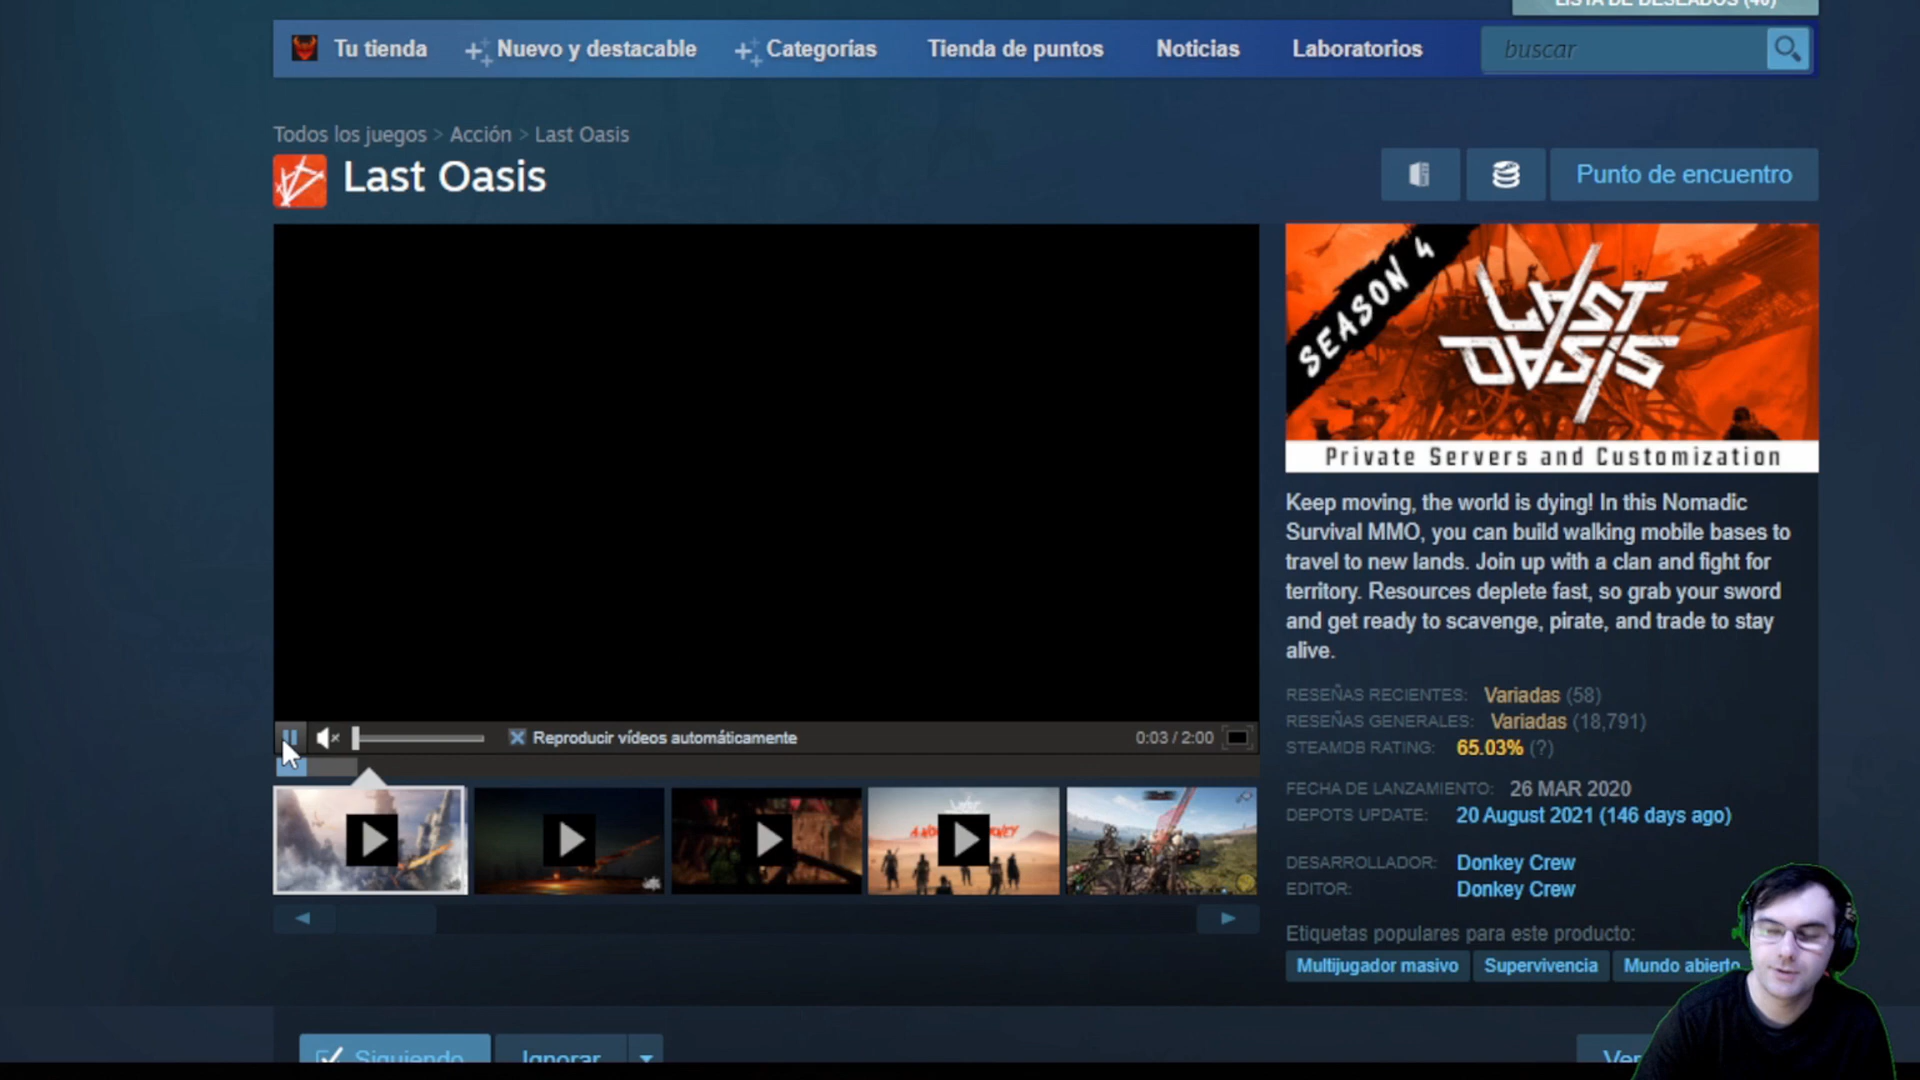 LISTA DE DESEADOS (40)
Tu tienda Nuevo y destacable Categorías Tienda de puntos Noticias Laboratorios buscar
Todos los juegos > Acción > Last Oasis
Last Oasis
Punto de encuentro
SEASON 4
LAST
OASIS
Private Servers and Customization
Keep moving, the world is dying! In this Nomadic
Survival MMO, you can build walking mobile bases to
travel to new lands. Join up with a clan and fight for
territory. Resources deplete fast, so grab your sword
and get ready to scavenge, pirate, and trade to stay
alive.
RESEÑAS RECIENTES: Variadas (58)
RESEÑAS GENERALES: Variadas (18,791)
STEAMDB RATING: 65.03% (?)
FECHA DE LANZAMIENTO: 26 MAR 2020
DEPOTS UPDATE: 20 August 2021 (146 days ago)
DESARROLLADOR: Donkey Crew
EDITOR: Donkey Crew
Etiquetas populares para este producto:
Multijugador masivo Supervivencia Mundo abierto
Reproducir vídeos automáticamente 0:03 / 2:00
Siguiendo Ignorar